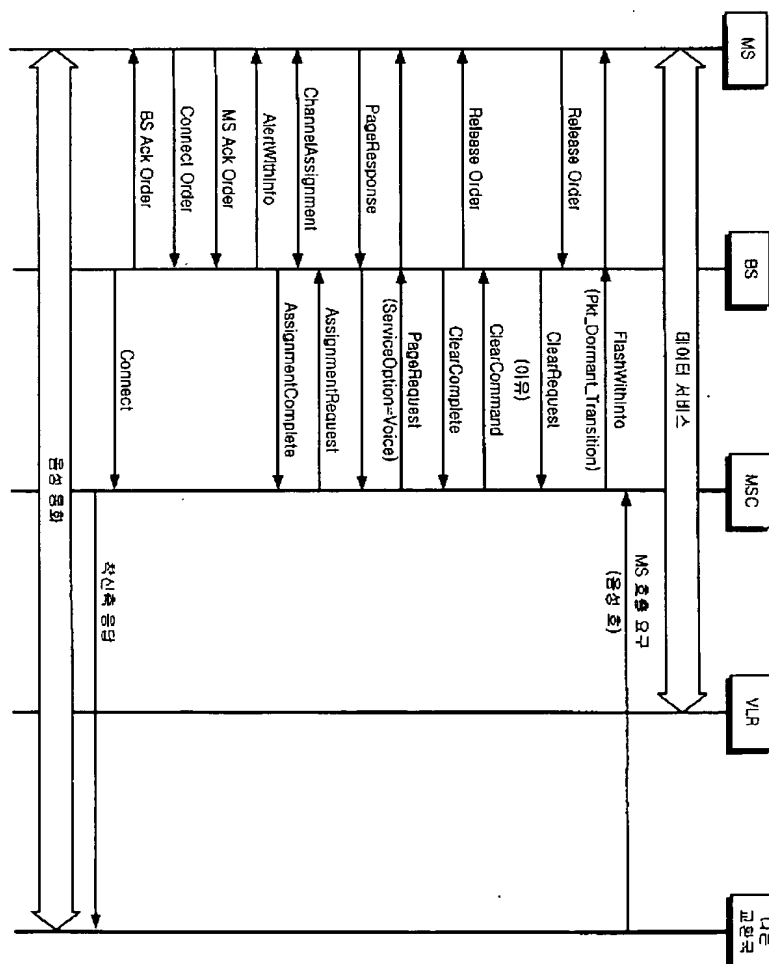 MS
BS
MSC
VLR
다른
교환국
데이터 서비스
MS 호출 요구
(음성 호)
FlashWithInfo
(Pkt_Dormant_Transition)
Release Order
ClearRequest
(이유)
ClearCommand
Release Order
ClearComplete
PageRequest
(ServiceOption=Voice)
PageResponse
AssignmentRequest
ChannelAssignment
AssignmentComplete
AlertWithInfo
MS Ack Order
Connect Order
BS Ack Order
Connect
착신측 응답
음성 통화